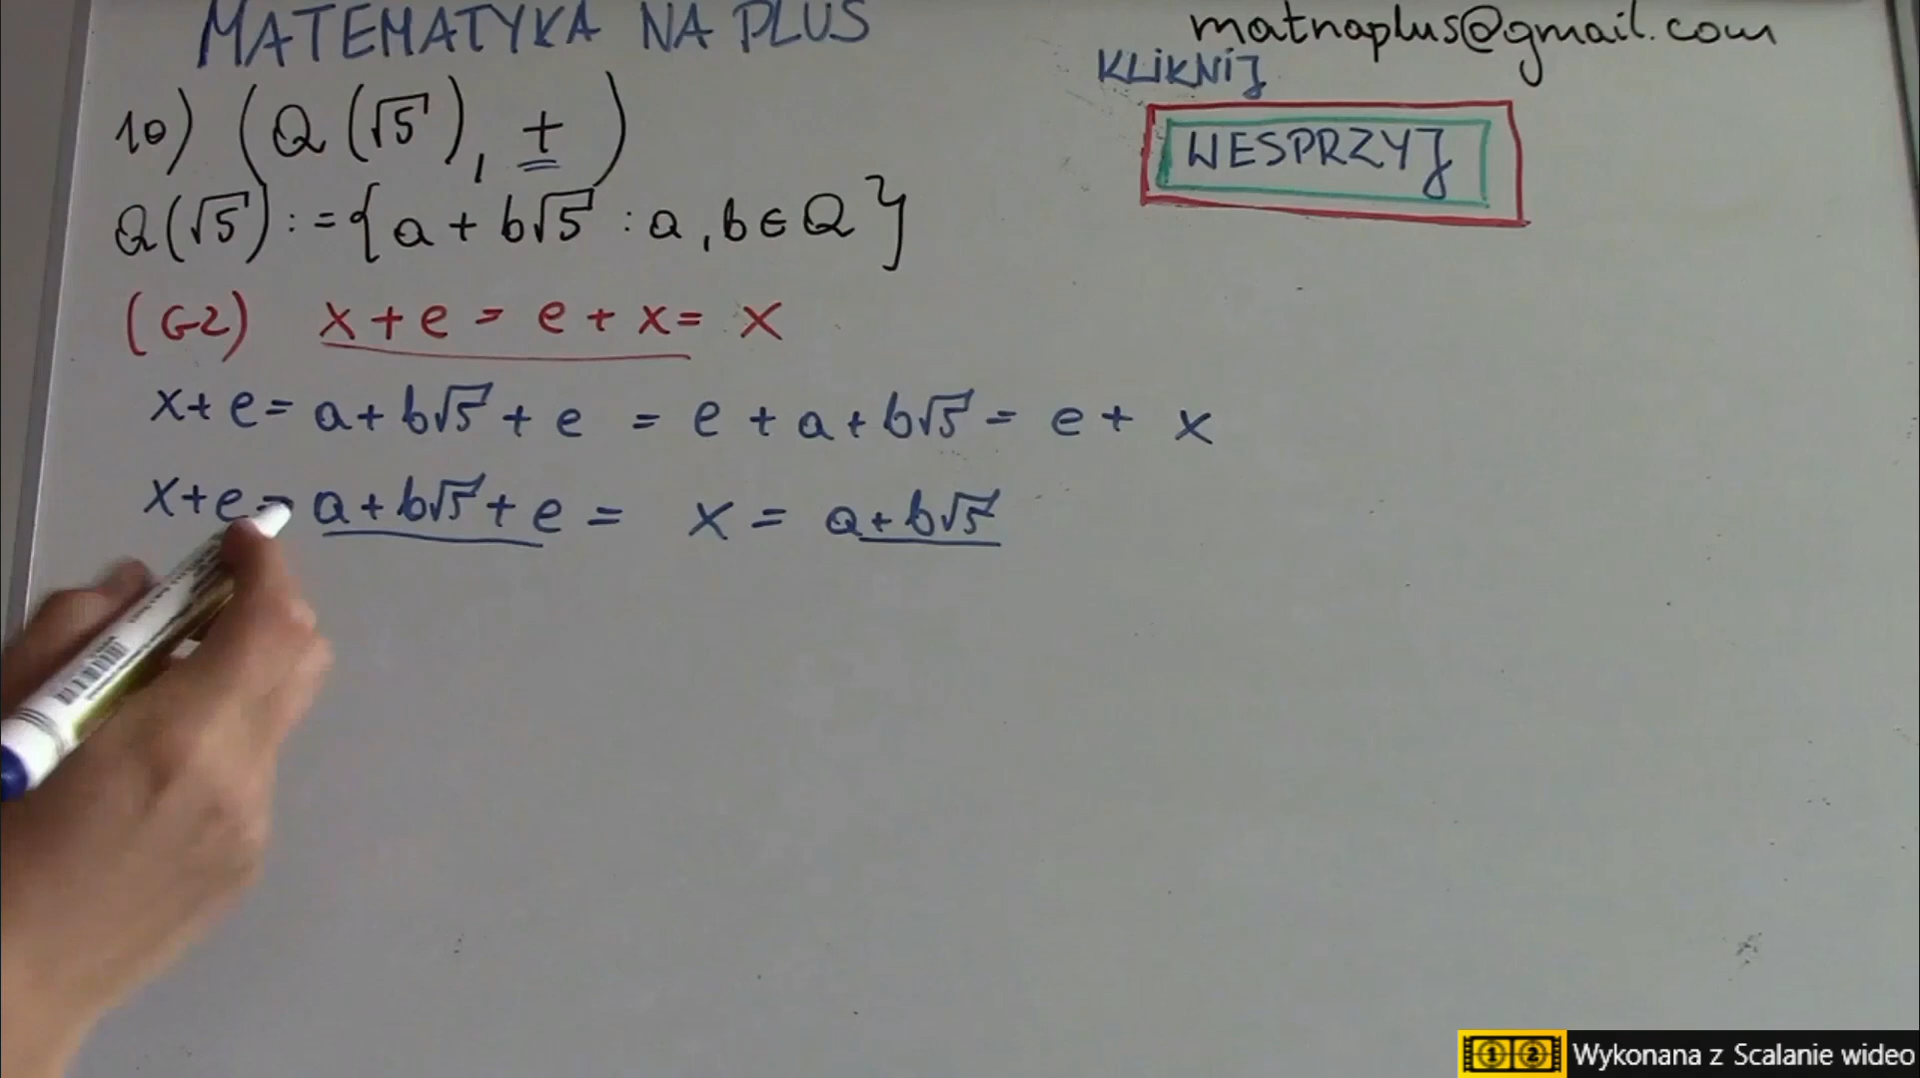 MATEMATYKA NA PLUS
matnaplus@gmail.com
KLIKNIJ
WESPRZYJ
10) (Q(√5), +)
Q(√5) := {a + b√5 : a, b ∈ Q}
(G2) x + e = e + x = x
x + e = a + b√5 + e = e + a + b√5 = e + x
x + e = a + b√5 + e = x = a + b√5
Wykonana z Scalanie wideo